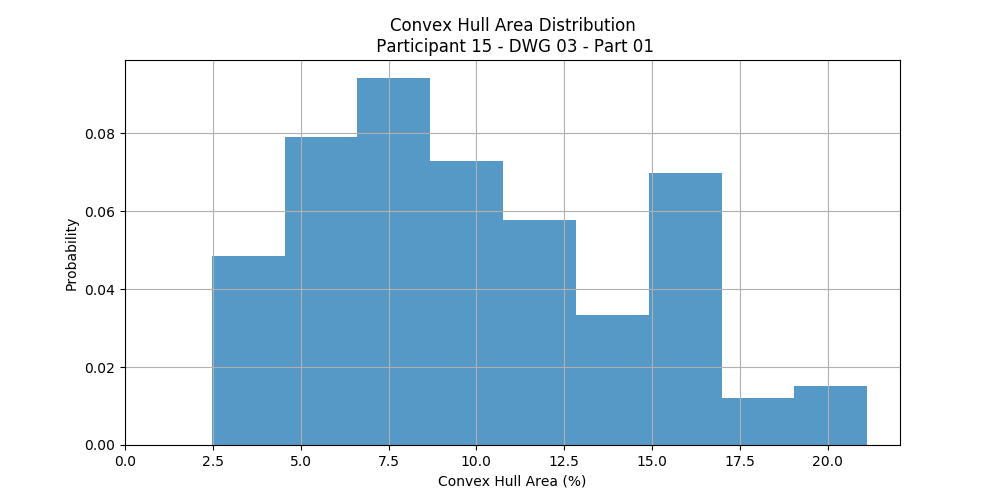 Convex Hull Area Distribution
Participant 15 - DWG 03 - Part 01
Probability
0.08
0.06
0.04
0.02
0.00
0.0 2.5 5.0 7.5 10.0 12.5 15.0 17.5 20.0
Convex Hull Area (%)